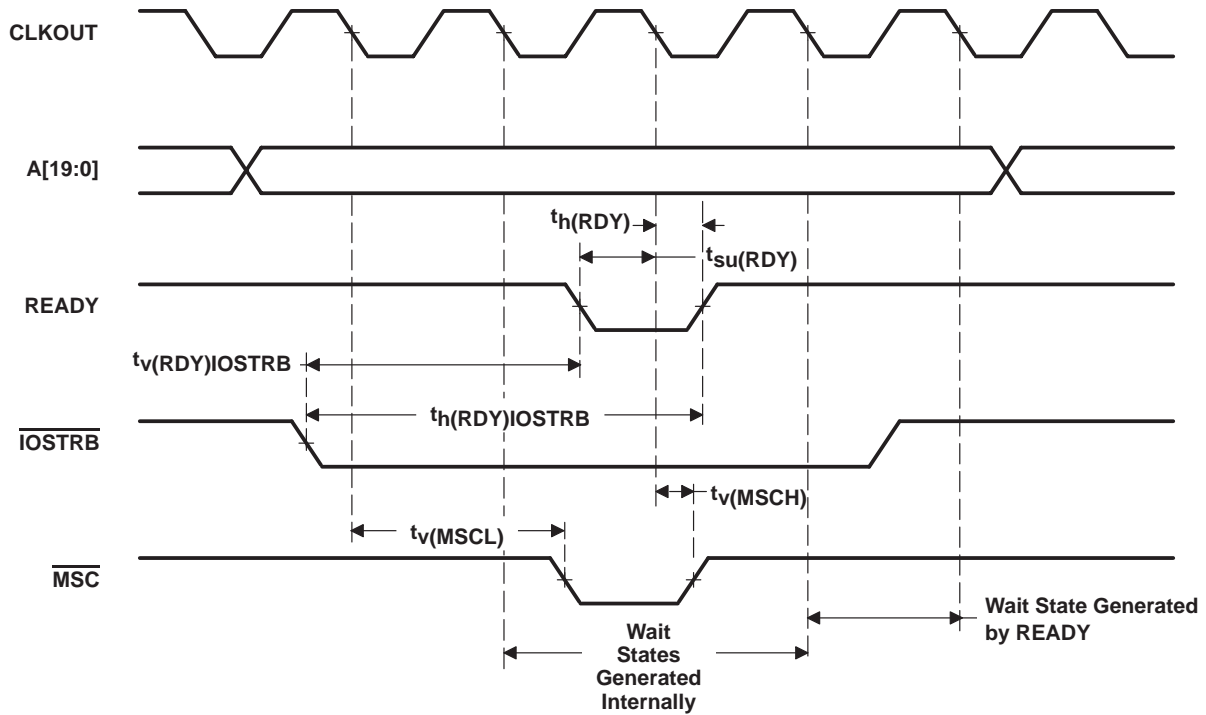 CLKOUT
A[19:0]
th(RDY)
tsu(RDY)
READY
tv(RDY)IOSTRB
th(RDY)IOSTRB
IOSTRB
tv(MSCH)
tv(MSCL)
MSC
Wait State Generated
by READY
Wait
States
Generated
Internally